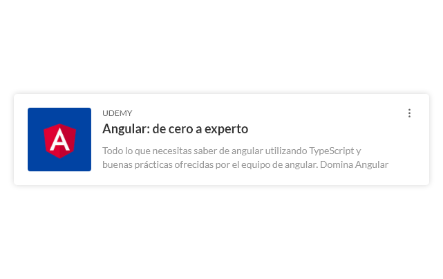 UDEMY
Angular: de cero a experto
Todo lo que necesitas saber de angular utilizando TypeScript y
buenas prácticas ofrecidas por el equipo de angular. Domina Angular